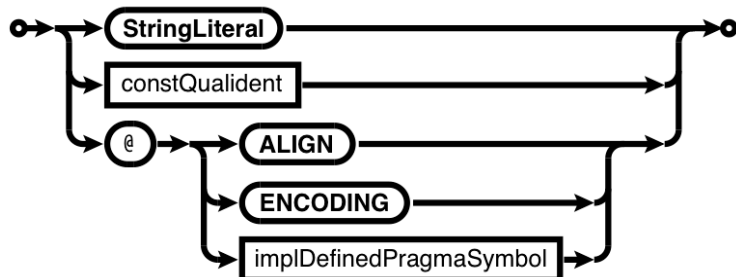 StringLiteral
constQualident
@ ALIGN
ENCODING
implDefinedPragmaSymbol